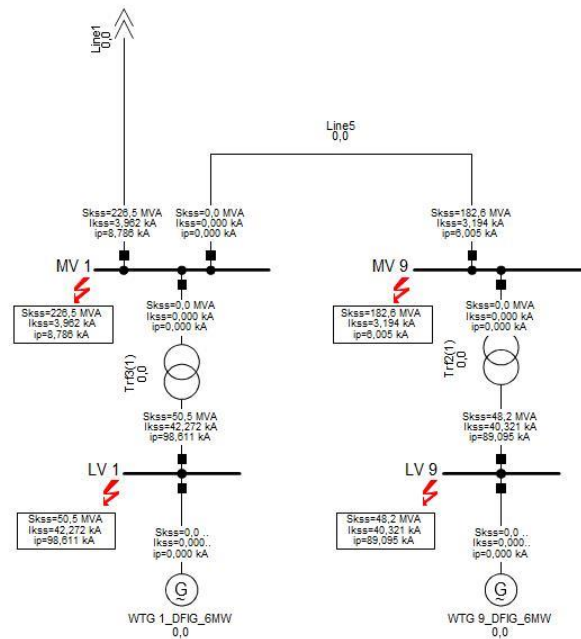 Line1
0,0
Line5
0,0
Skss=226,5 MVA
Ikss=3,962 kA
ip=8,786 kA
Skss=0,0 MVA
Ikss=0,000 kA
ip=0,000 kA
Skss=182,6 MVA
Ikss=3,194 kA
ip=6,005 kA
MV 1
MV 9
Skss=226,5 MVA
Ikss=3,962 kA
ip=8,786 kA
Skss=0,0 MVA
Ikss=0,000 kA
ip=0,000 kA
Skss=182,6 MVA
Ikss=3,194 kA
ip=6,005 kA
Skss=0,0 MVA
Ikss=0,000 kA
ip=0,000 kA
Trf3(1)
0,0
Trf2(1)
0,0
Skss=50,5 MVA
Ikss=42,272 kA
ip=98,611 kA
Skss=48,2 MVA
Ikss=40,321 kA
ip=89,095 kA
LV 1
LV 9
Skss=50,5 MVA
Ikss=42,272 kA
ip=98,611 kA
Skss=0,0 ..
Ikss=0,000..
ip=0,000 kA
Skss=48,2 MVA
Ikss=40,321 kA
ip=89,095 kA
Skss=0,0 ..
Ikss=0,000..
ip=0,000 kA
G
~
G
~
WTG 1_DFIG_6MW
0,0
WTG 9_DFIG_6MW
0,0